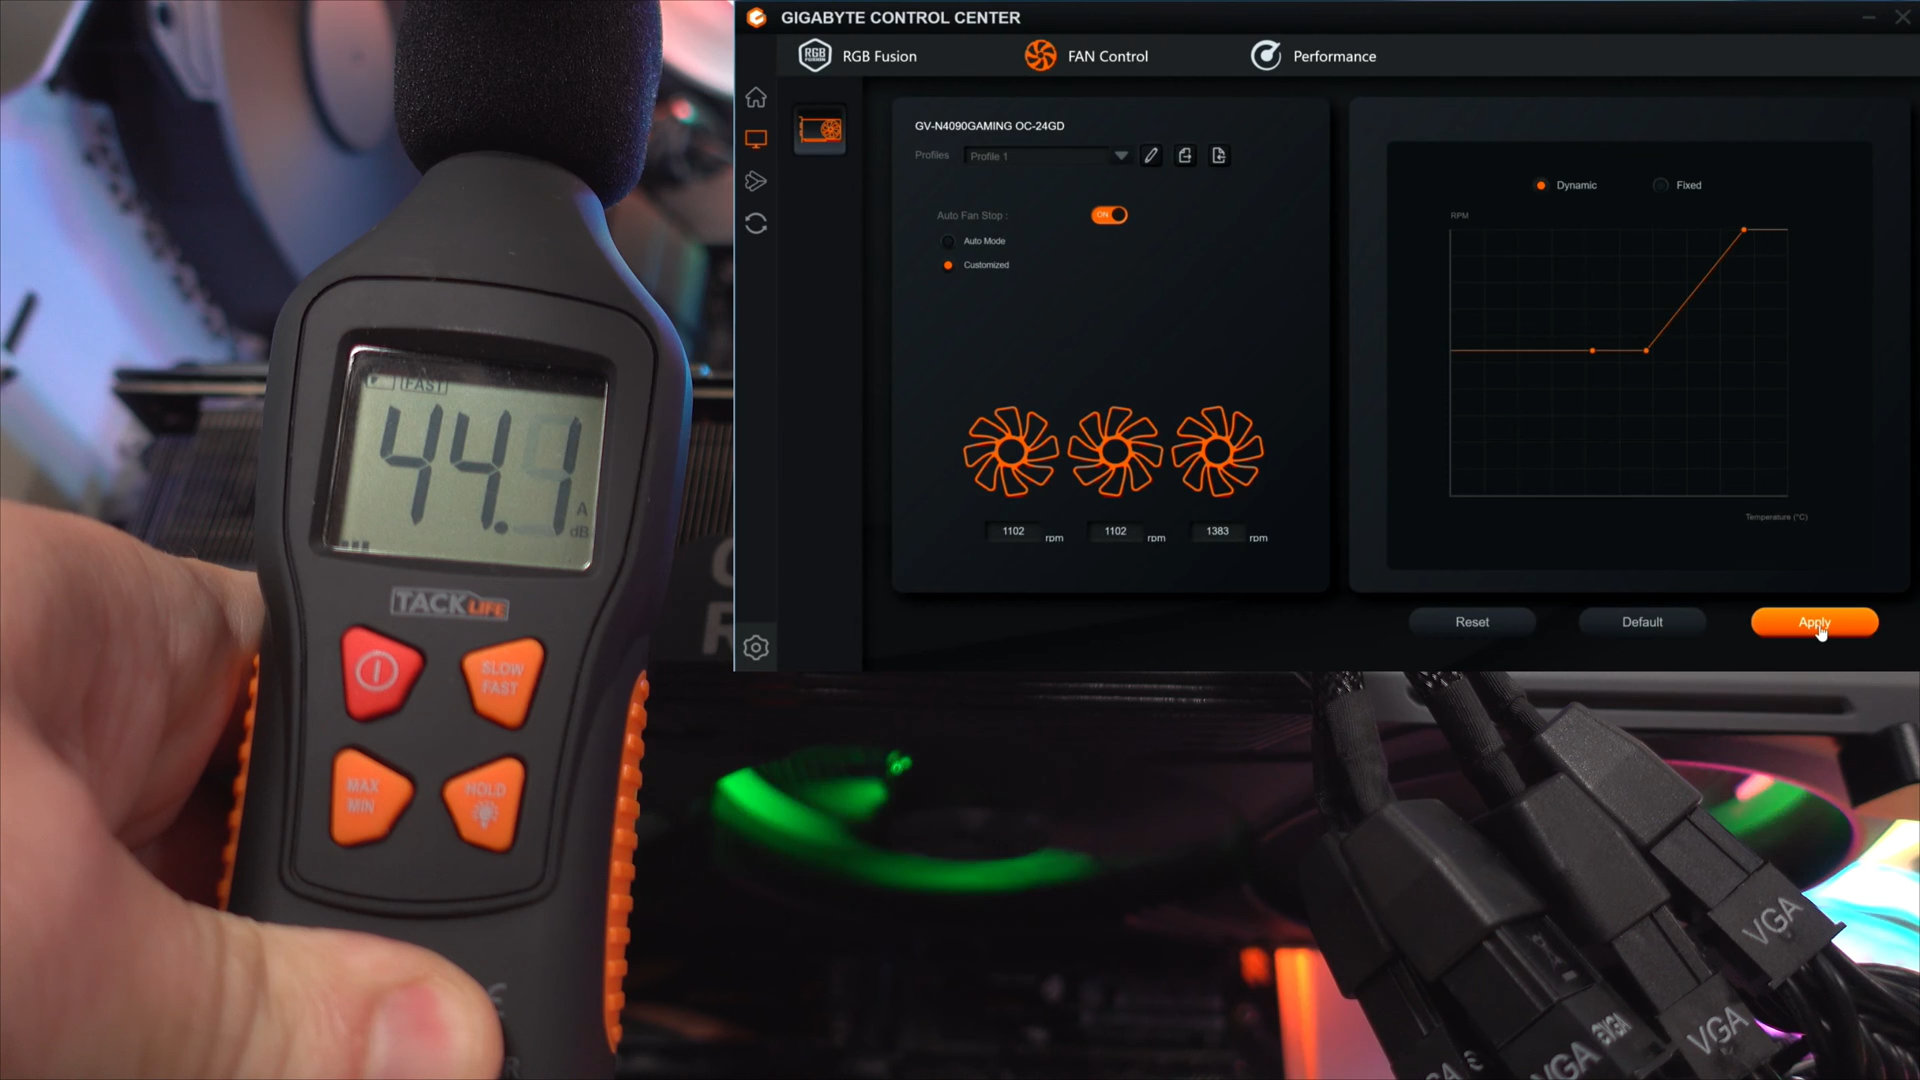 GIGABYTE CONTROL CENTER
RGB FUSION
RGB Fusion
FAN Control
Performance
GV-N4090GAMING OC-24GD
Profiles
Profile 1
Auto Fan Stop :
ON
Auto Mode
Customized
1102 rpm
1102 rpm
1383 rpm
Dynamic
Fixed
RPM
Temperature (°C)
Reset
Default
Apply
FAST
44.1
A
dB
TACKLIFE
SLOW
FAST
MAX
MIN
HOLD
VGA
VGA
VGA